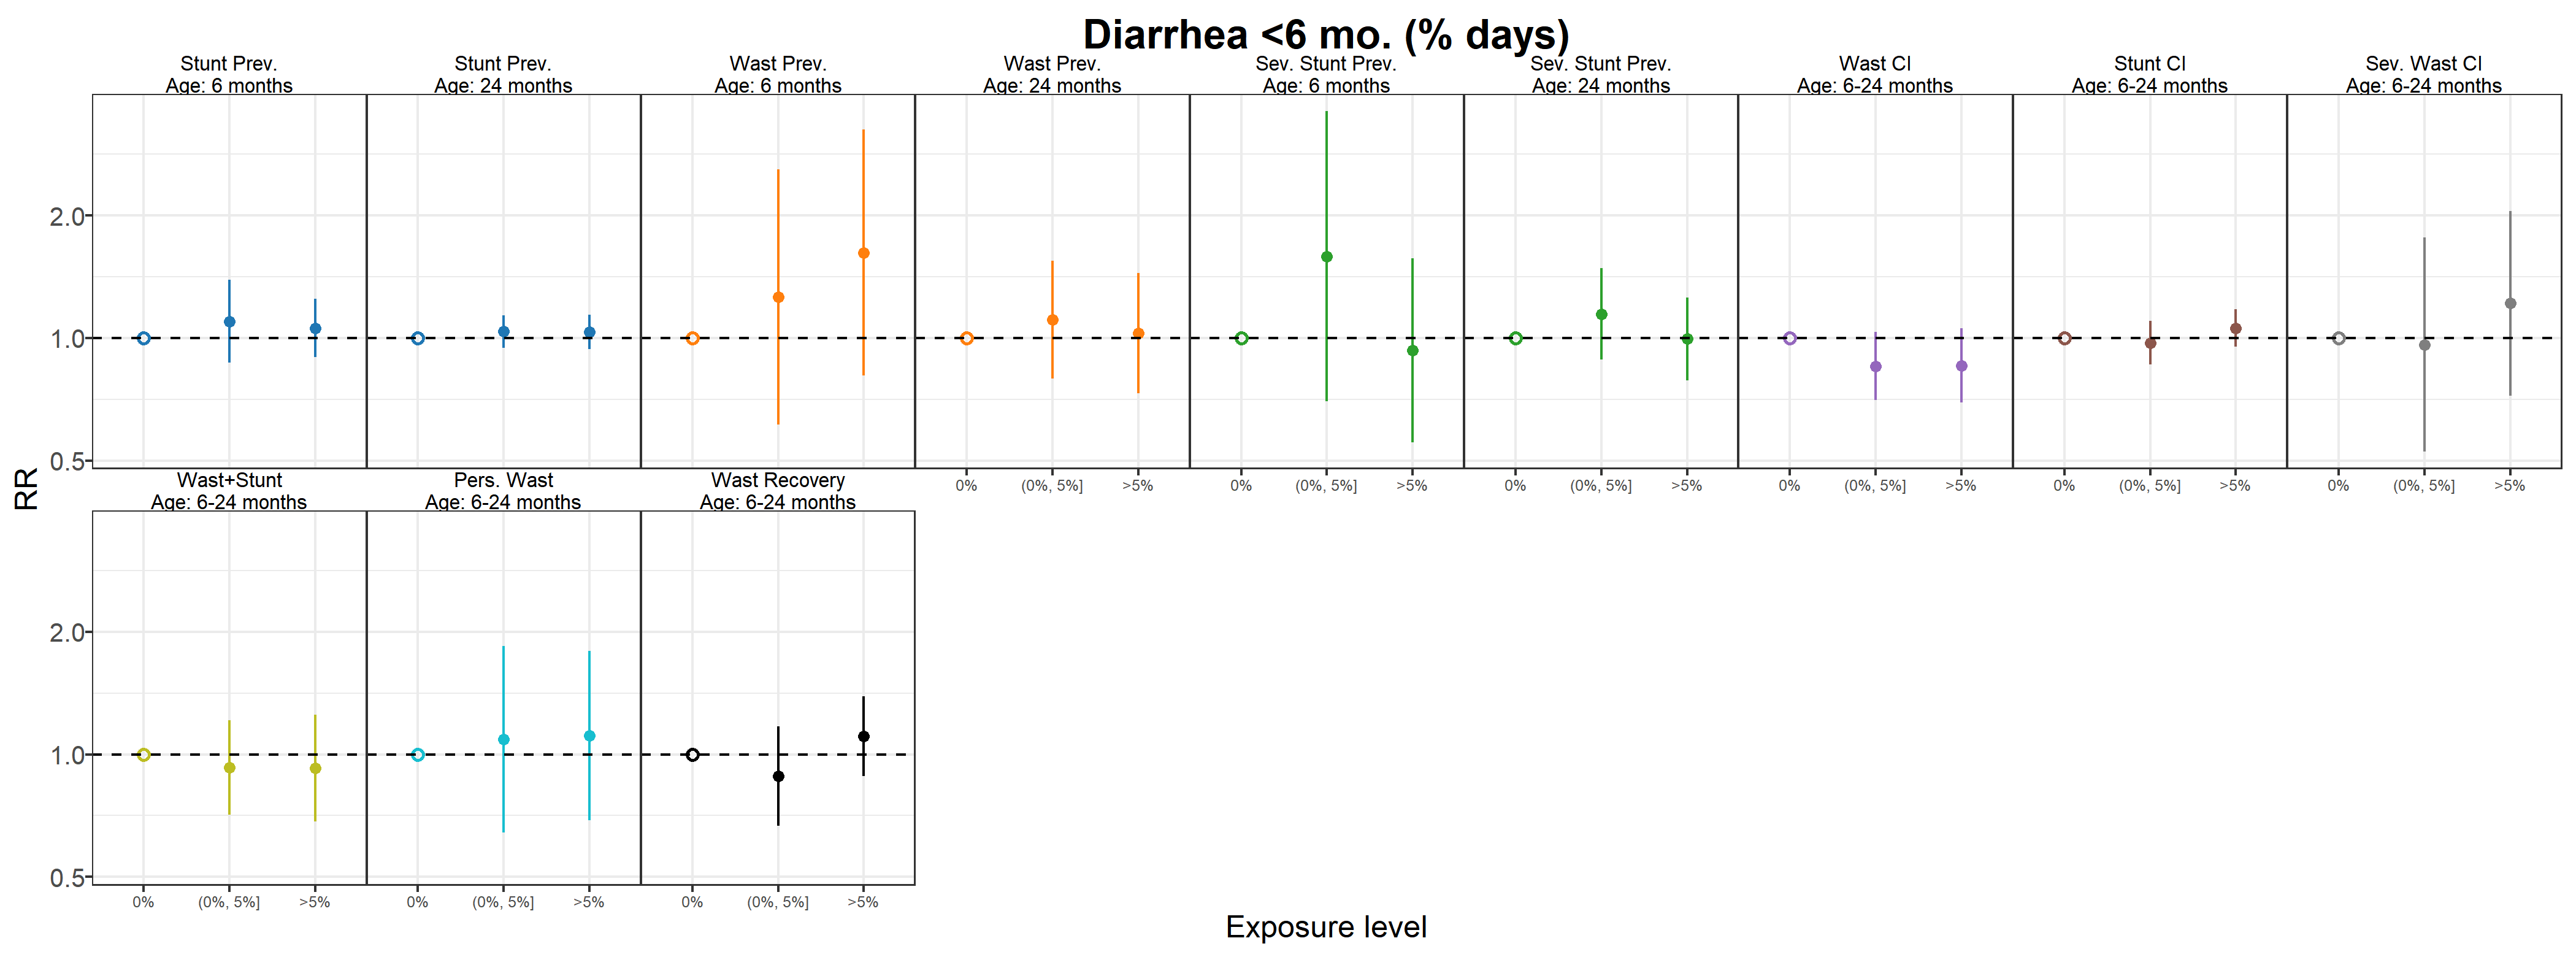 Diarrhea <6 mo. (% days)
Stunt Prev.
Age: 6 months
Stunt Prev.
Age: 24 months
Wast Prev.
Age: 6 months
Wast Prev.
Age: 24 months
Sev. Stunt Prev.
Age: 6 months
Sev. Stunt Prev.
Age: 24 months
Wast CI
Age: 6-24 months
Stunt CI
Age: 6-24 months
Sev. Wast CI
Age: 6-24 months
2.0
1.0
0.5
0% (0%, 5%] >5%
0% (0%, 5%] >5%
0% (0%, 5%] >5%
0% (0%, 5%] >5%
0% (0%, 5%] >5%
0% (0%, 5%] >5%
RR
Wast+Stunt
Age: 6-24 months
Pers. Wast
Age: 6-24 months
Wast Recovery
Age: 6-24 months
2.0
1.0
0.5
0% (0%, 5%] >5%
0% (0%, 5%] >5%
0% (0%, 5%] >5%
Exposure level